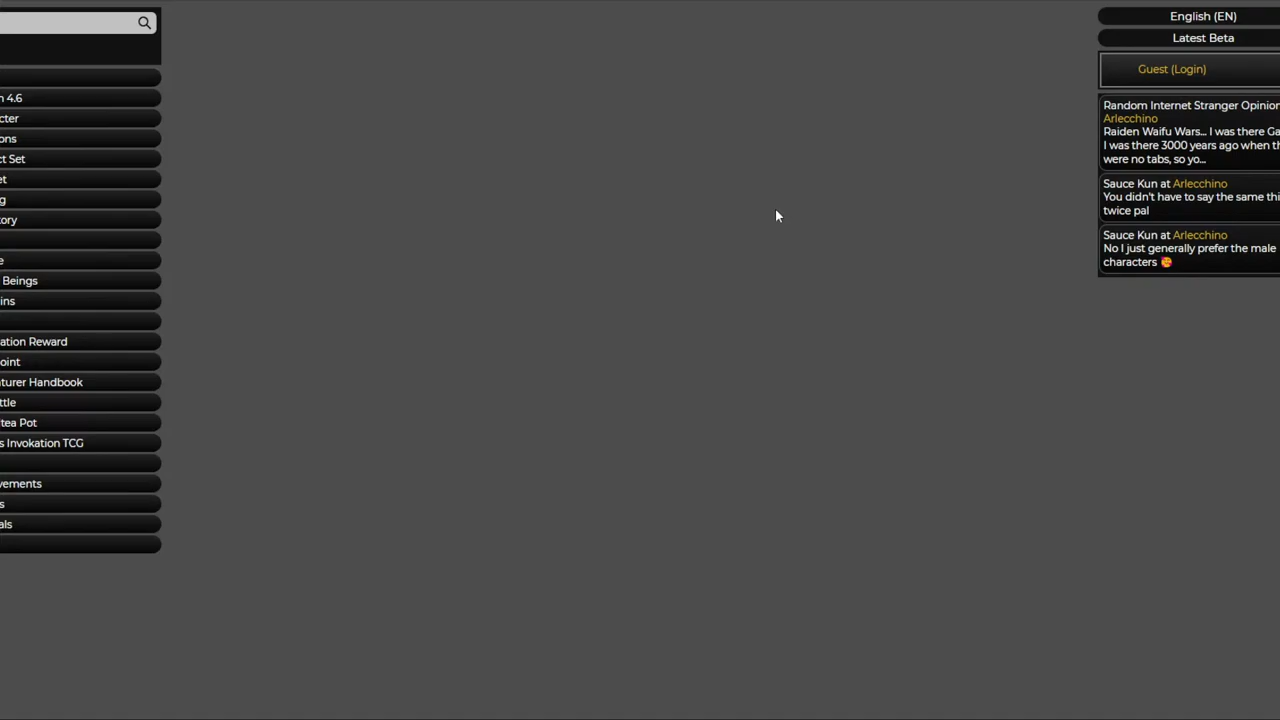 n 4.6
cter
ons
ct Set
et
g
ory
e
Beings
ins
ation Reward
oint
turer Handbook
ttle
tea Pot
s Invokation TCG
vements
s
als
English (EN)
Latest Beta
Guest (Login)
Random Internet Stranger Opinion
Arlecchino
Raiden Waifu Wars... I was there Ga
I was there 3000 years ago when th
were no tabs, so yo...
Sauce Kun at Arlecchino
You didn't have to say the same thi
twice pal
Sauce Kun at Arlecchino
No I just generally prefer the male
characters 🥰